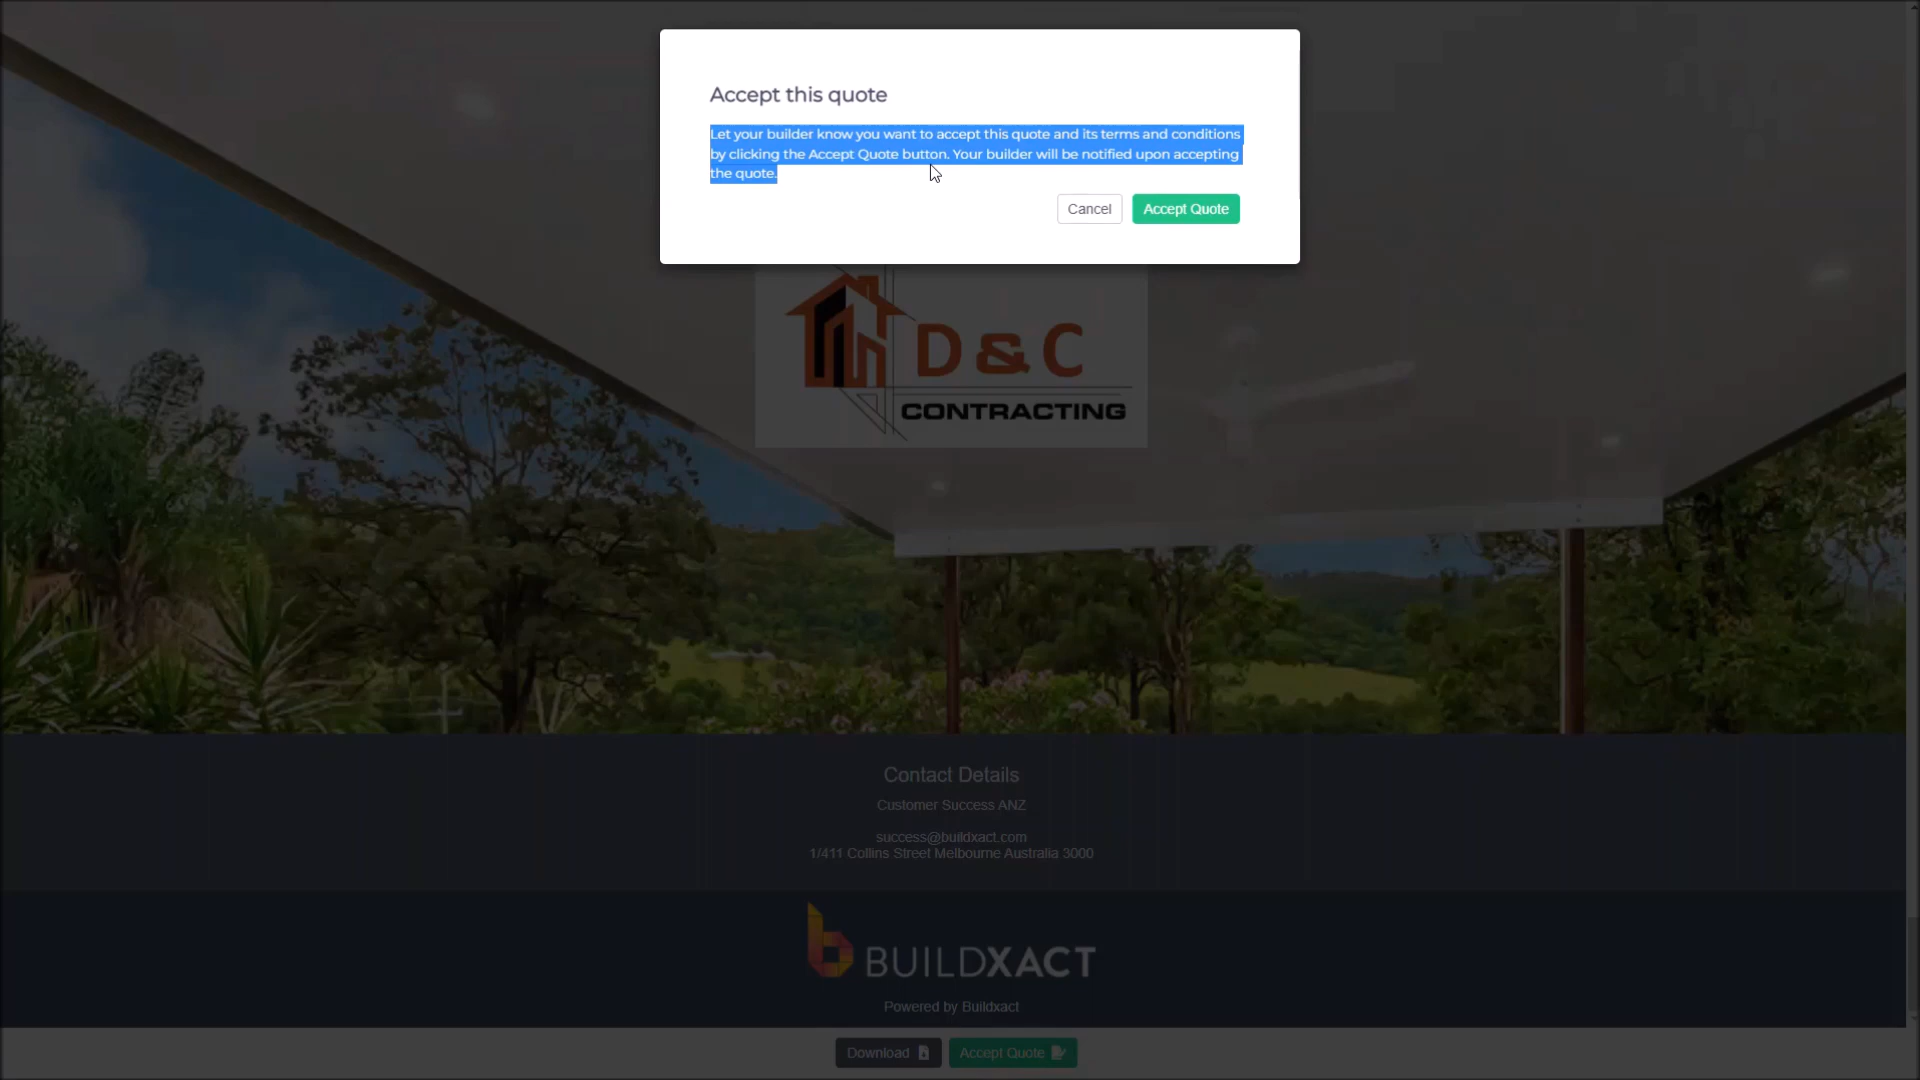 Accept this quote
Let your builder know you want to accept this quote and its terms and conditions
by clicking the Accept Quote button. Your builder will be notified upon accepting
the quote.
Cancel
Accept Quote
D & C
CONTRACTING
Contact Details
Customer Success ANZ
success@buildxact.com
1/411 Collins Street Melbourne Australia 3000
BUILDXACT
Powered by Buildxact
Download
Accept Quote